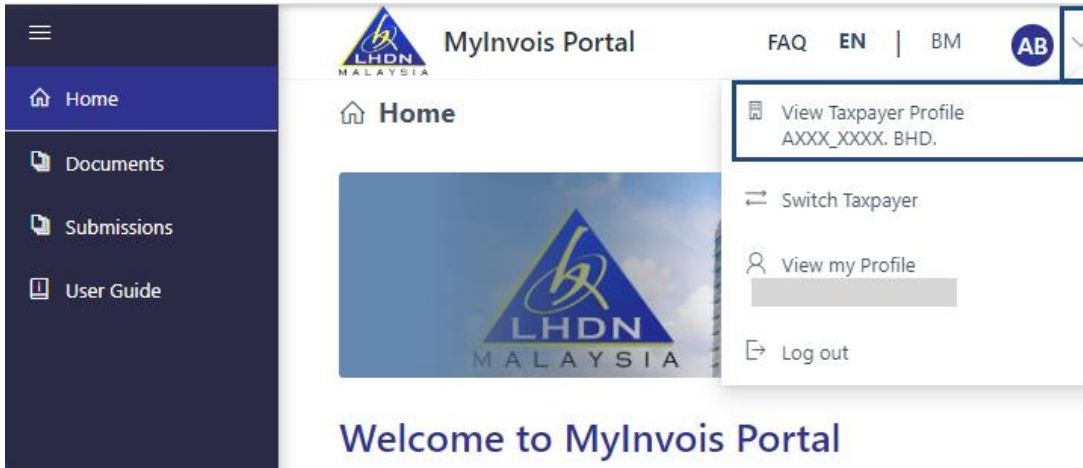 LHDN
MALAYSIA
MyInvois Portal
FAQ EN | BM
AB
Home
Documents
Submissions
User Guide
Home
View Taxpayer Profile
AXXX_XXXX. BHD.
Switch Taxpayer
View my Profile
Log out
LHDN
MALAYSIA
Welcome to MyInvois Portal